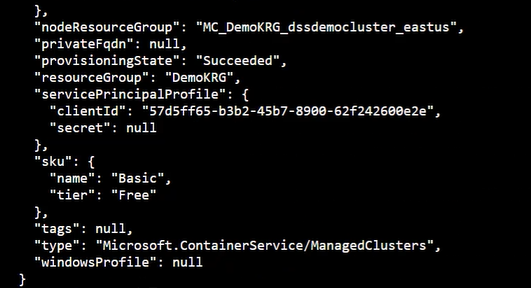 },
"nodeResourceGroup": "MC_DemoKRG_dssdemocluster_eastus",
"privateFqdn": null,
"provisioningState": "Succeeded",
"resourceGroup": "DemoKRG",
"servicePrincipalProfile": {
"clientId": "57d5ff65-b3b2-45b7-8900-62f242600e2e",
"secret": null
},
"sku": {
"name": "Basic",
"tier": "Free"
},
"tags": null,
"type": "Microsoft.ContainerService/ManagedClusters",
"windowsProfile": null
}